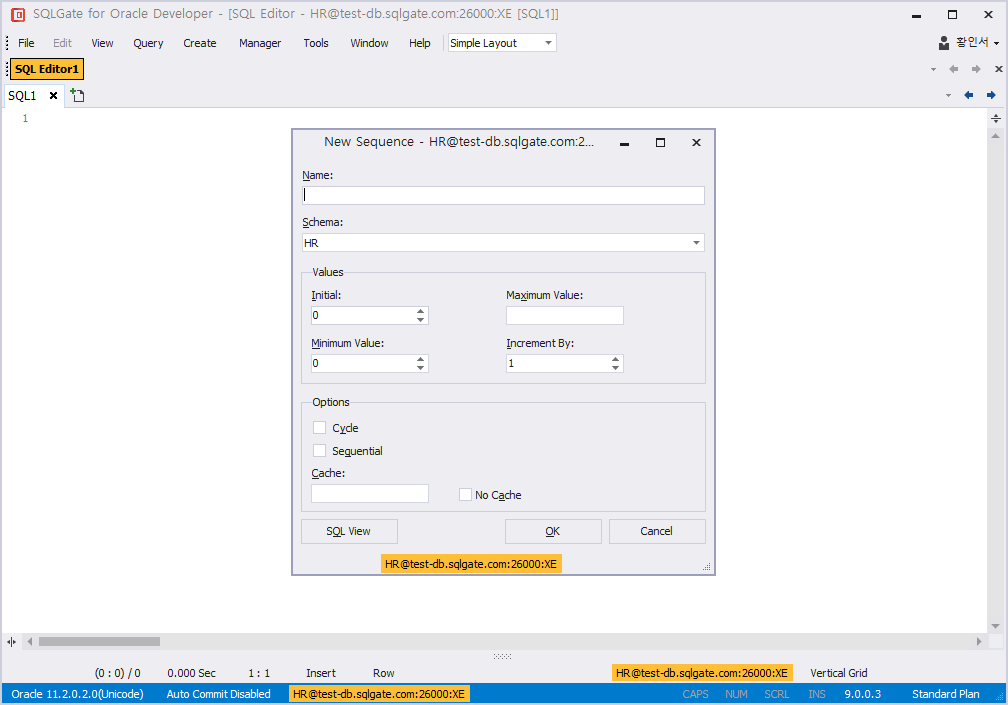 SQLGate for Oracle Developer - [SQL Editor - HR@test-db.sqlgate.com:26000:XE [SQL1]]
File Edit View Query Create Manager Tools Window Help Simple Layout 황인서
SQL Editor1
SQL1
1
New Sequence - HR@test-db.sqlgate.com:2...
Name:
Schema:
HR
Values
Initial: Maximum Value:
0
Minimum Value: Increment By:
0 1
Options
Cycle
Sequential
Cache:
No Cache
SQL View OK Cancel
HR@test-db.sqlgate.com:26000:XE
(0 : 0) / 0 0.000 Sec 1 : 1 Insert Row HR@test-db.sqlgate.com:26000:XE Vertical Grid
Oracle 11.2.0.2.0(Unicode) Auto Commit Disabled HR@test-db.sqlgate.com:26000:XE CAPS NUM SCRL INS 9.0.0.3 Standard Plan